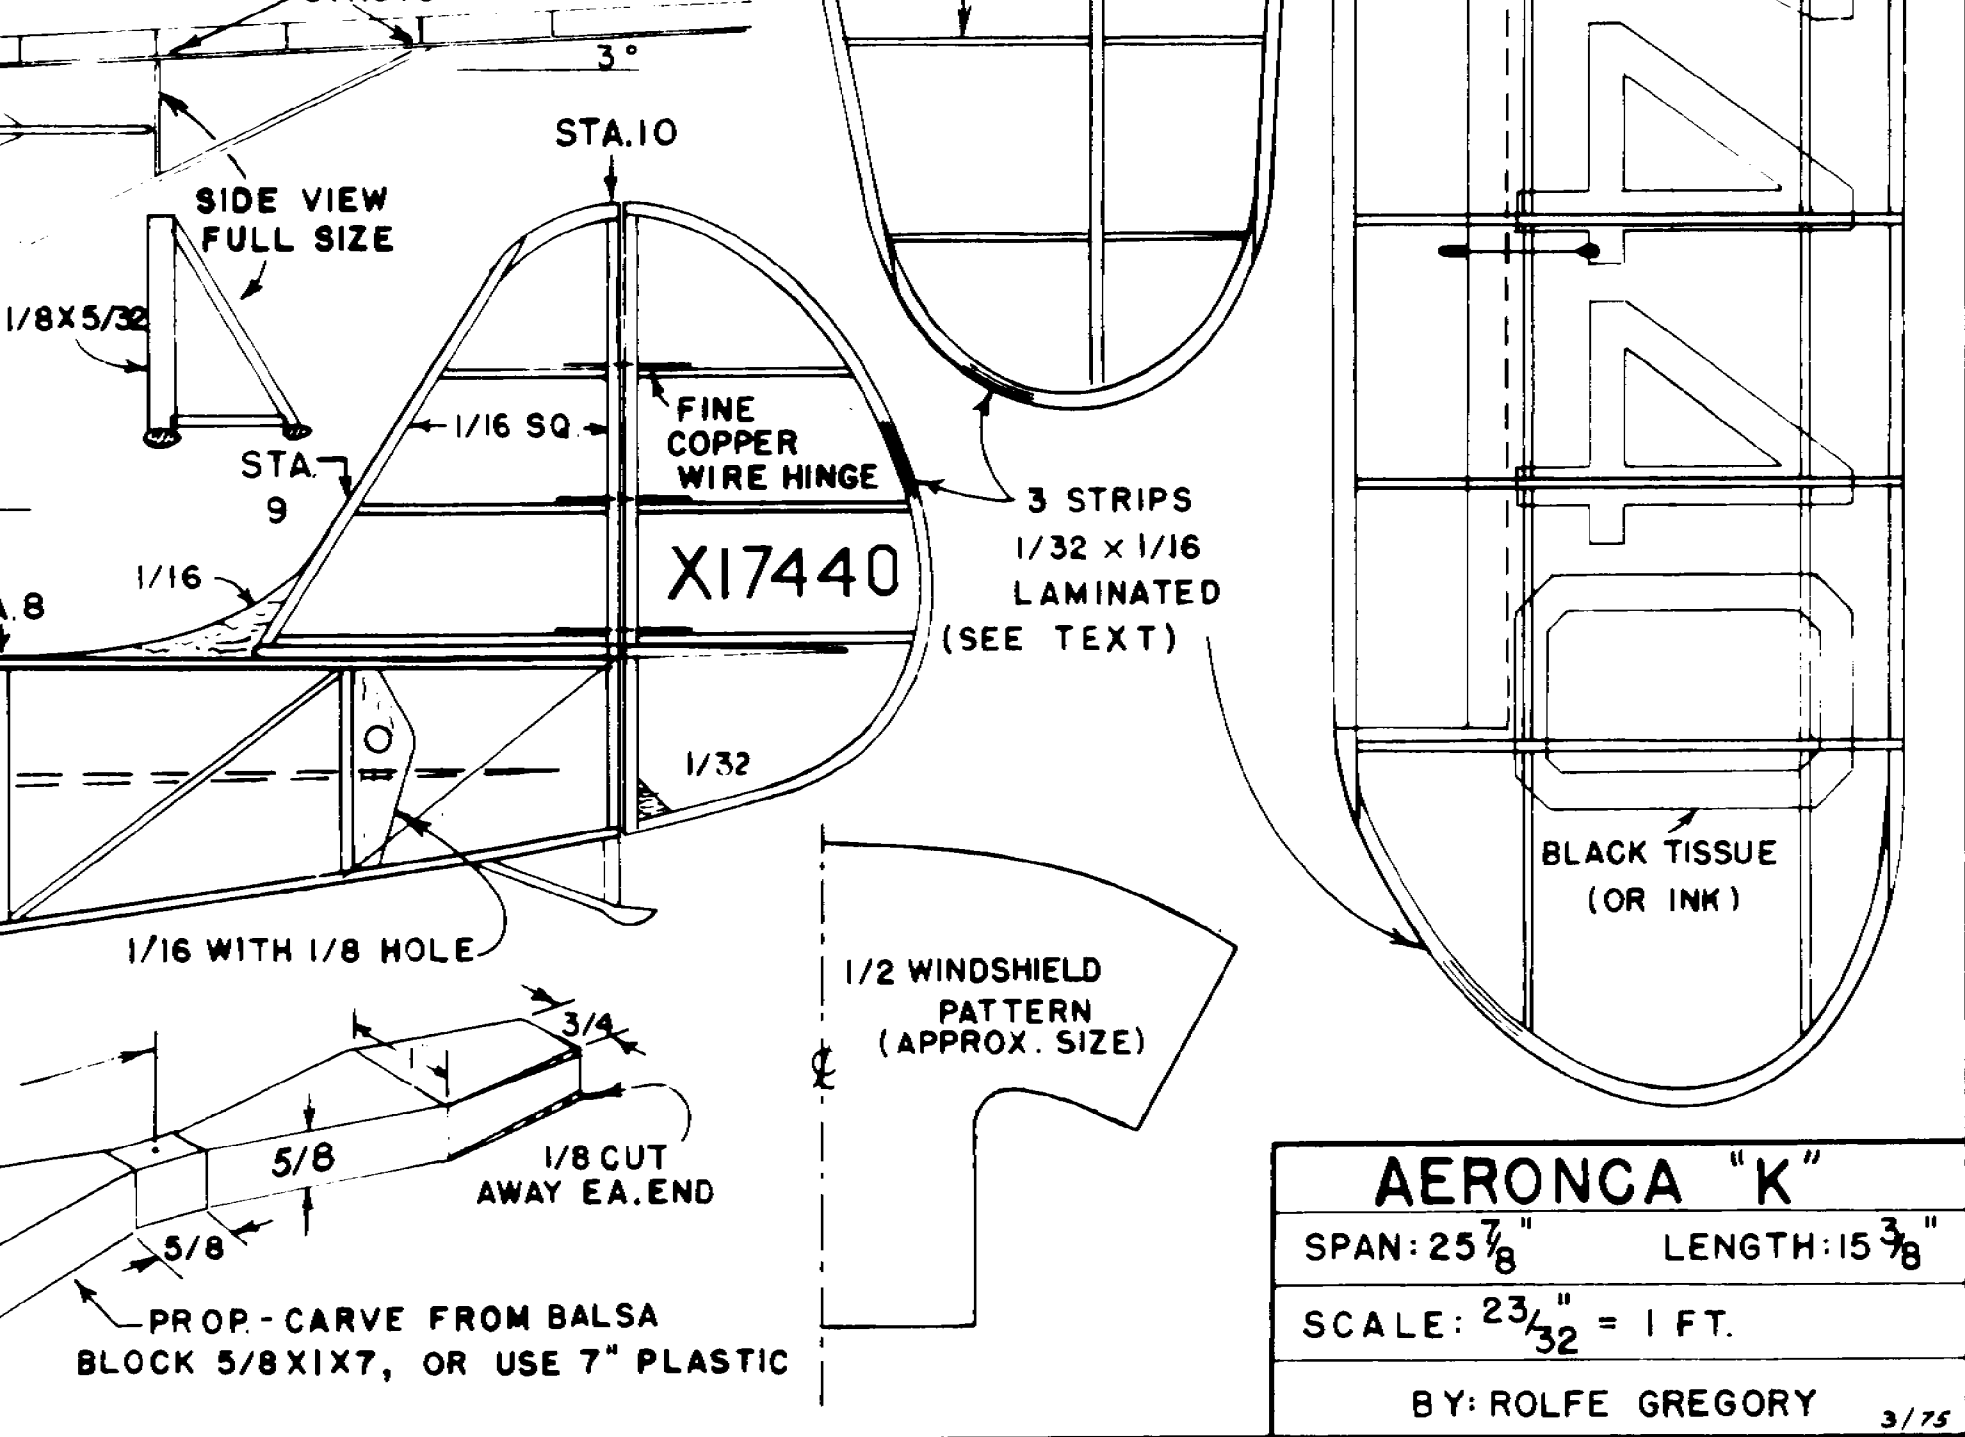 3°
STA.10
SIDE VIEW
FULL SIZE
1/8X5/32
1/16 SQ.
FINE
COPPER
WIRE HINGE
STA.
9
3 STRIPS
1/32 x 1/16
LAMINATED
(SEE TEXT)
1/16
X17440
.8
1/32
440
BLACK TISSUE
(OR INK)
1/16 WITH 1/8 HOLE
1/2 WINDSHIELD
PATTERN
(APPROX. SIZE)
℄
3/4
1
5/8
5/8
1/8 CUT
AWAY EA. END
PROP.-CARVE FROM BALSA
BLOCK 5/8X1X7, OR USE 7" PLASTIC
AERONCA "K"
SPAN: 25 7/8" LENGTH: 15 3/8"
SCALE: 23/32" = 1 FT.
BY: ROLFE GREGORY 3/75